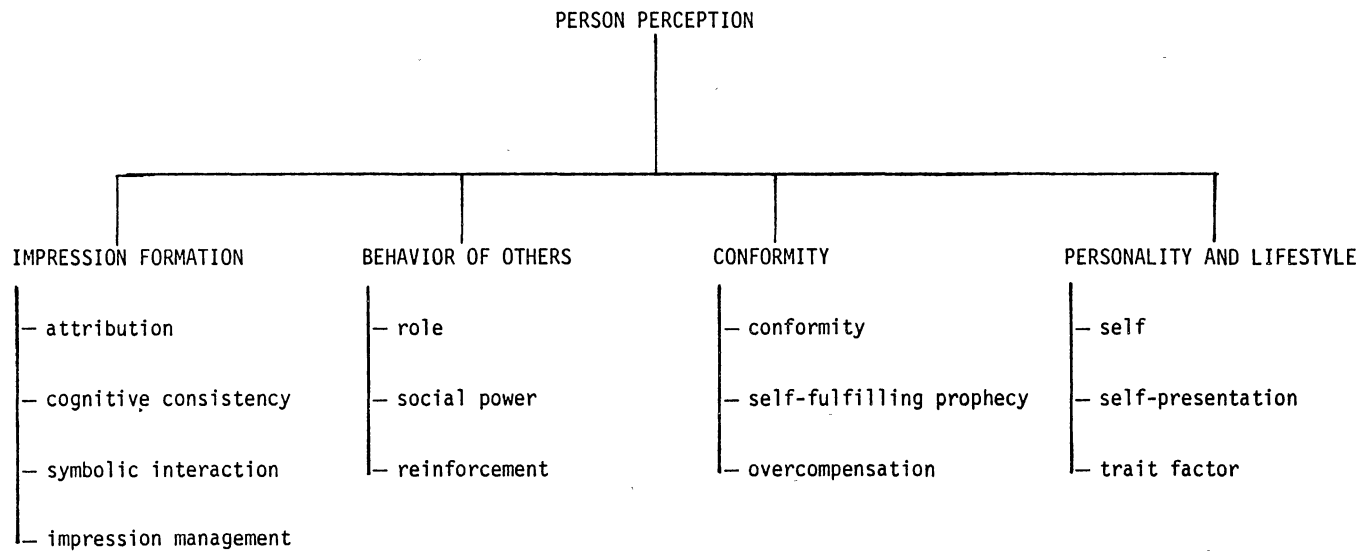 PERSON PERCEPTION
IMPRESSION FORMATION
attribution
cognitive consistency
symbolic interaction
impression management
BEHAVIOR OF OTHERS
role
social power
reinforcement
CONFORMITY
conformity
self-fulfilling prophecy
overcompensation
PERSONALITY AND LIFESTYLE
self
self-presentation
trait factor